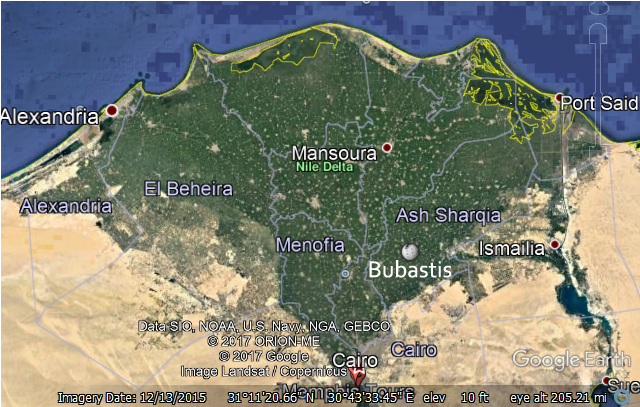 Alexandria
Port Said
Mansoura
Nile Delta
El Beheira
Alexandria
Ash Sharqia
Menofia
Ismailia
Bubastis
Data SIO, NOAA, U.S. Navy, NGA, GEBCO
© 2017 ORION-ME
© 2017 Google
Image Landsat / Copernicus
Cairo
Cairo
Google Earth
Memphis Tours
Sue
Imagery Date: 12/13/2015 31°11'20.66" N 30°43'33.45" E elev 10 ft eye alt 205.21 mi